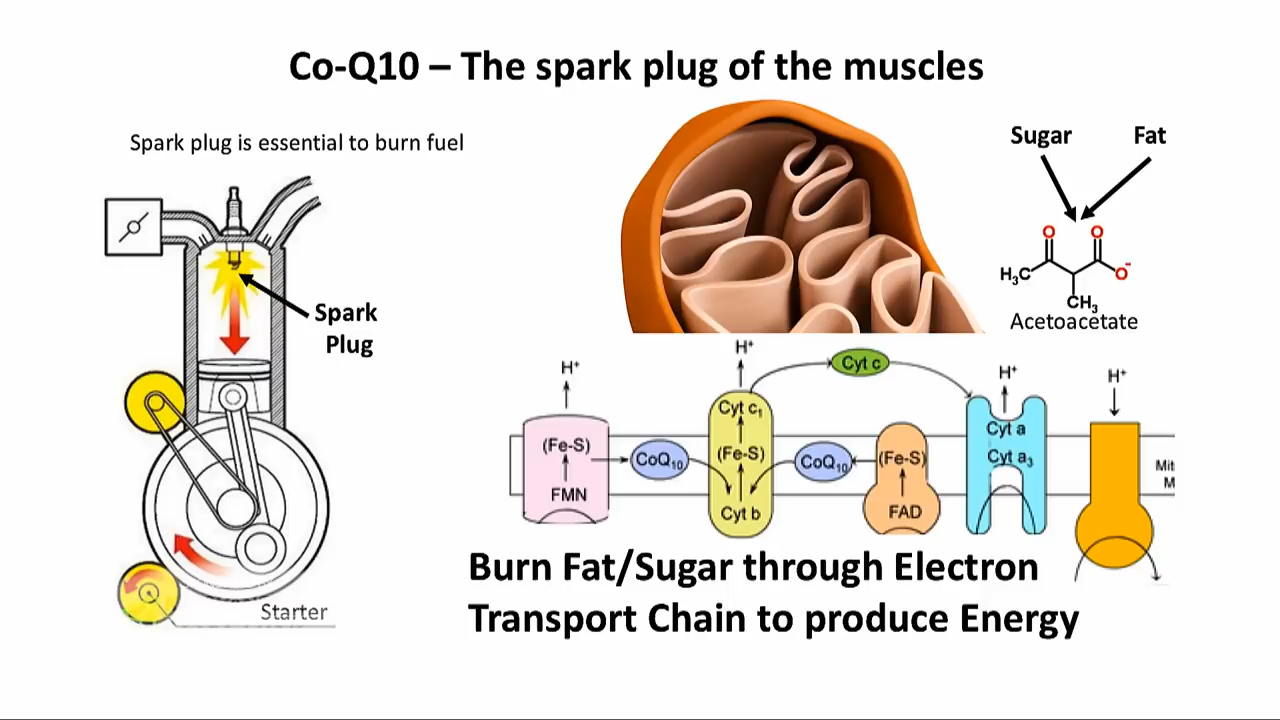 Co-Q10 – The spark plug of the muscles
Spark plug is essential to burn fuel
Spark
Plug
Starter
Sugar
Fat
O
O
H₃C
O⁻
CH₃
Acetoacetate
H⁺
H⁺
Cyt c
H⁺
H⁺
(Fe-S)
FMN
CoQ₁₀
Cyt c₁
(Fe-S)
Cyt b
CoQ₁₀
(Fe-S)
FAD
Cyt a
Cyt a₃
Mit
M
Burn Fat/Sugar through Electron
Transport Chain to produce Energy